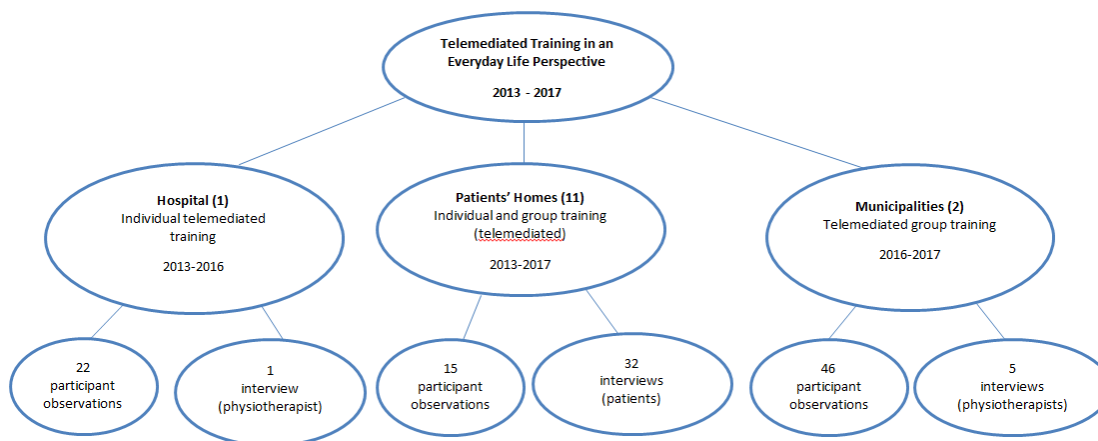 Telemediated Training in an
Everyday Life Perspective
2013 - 2017
Hospital (1)
Individual telemediated
training
2013-2016
Patients' Homes (11)
Individual and group training
(telemediated)
2013-2017
Municipalities (2)
Telemediated group training
2016-2017
22
participant
observations
1
interview
(physiotherapist)
15
participant
observations
32
interviews
(patients)
46
participant
observations
5
interviews
(physiotherapists)